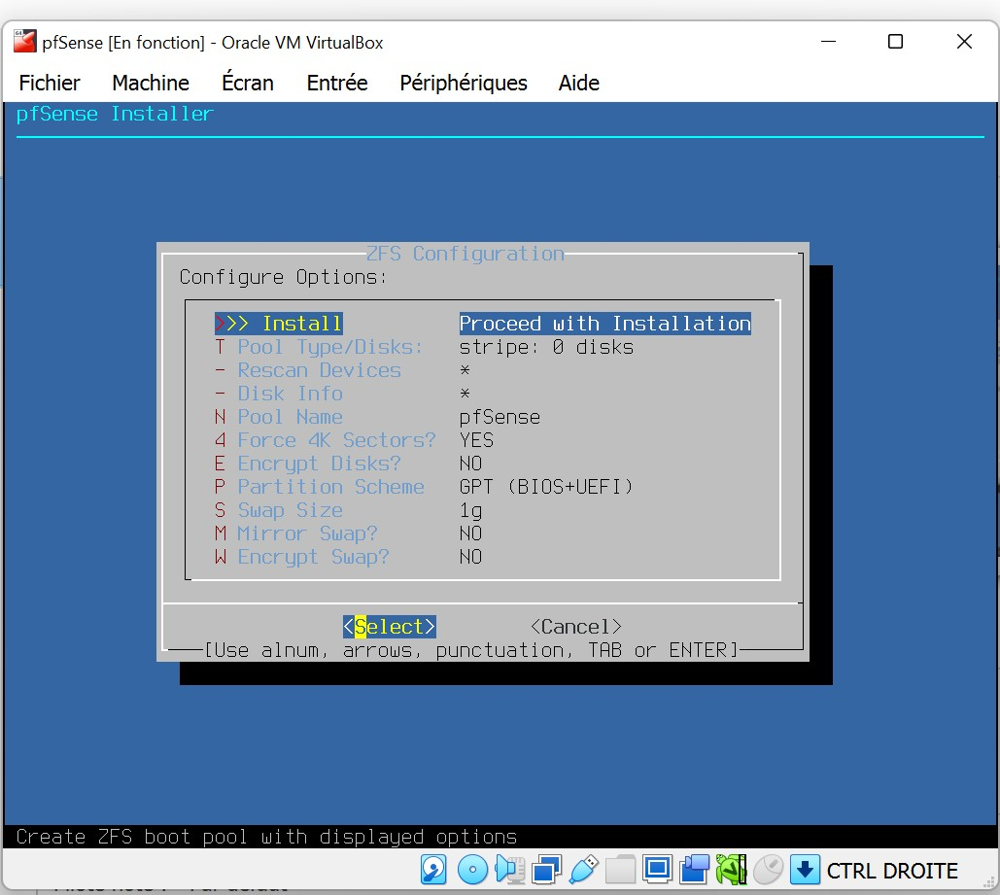 pfSense [En fonction] - Oracle VM VirtualBox
Fichier Machine Écran Entrée Périphériques Aide
pfSense Installer
ZFS Configuration
Configure Options:
>>> Install Proceed with Installation
T Pool Type/Disks: stripe: 0 disks
- Rescan Devices *
- Disk Info *
N Pool Name pfSense
4 Force 4K Sectors? YES
E Encrypt Disks? NO
P Partition Scheme GPT (BIOS+UEFI)
S Swap Size 1g
M Mirror Swap? NO
W Encrypt Swap? NO
<Select> <Cancel>
[Use alnum, arrows, punctuation, TAB or ENTER]
Create ZFS boot pool with displayed options
CTRL DROITE